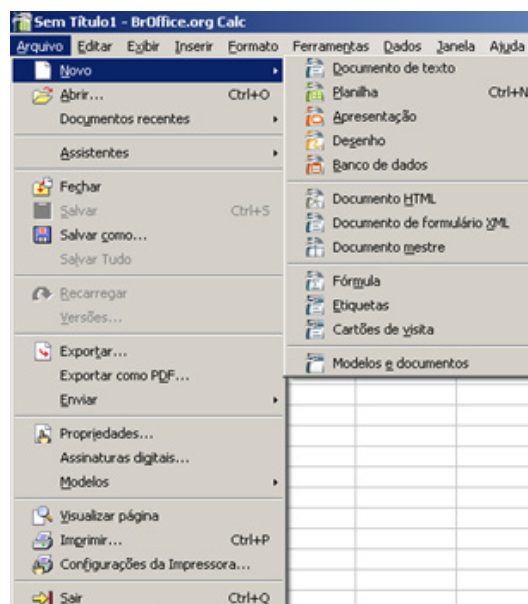 Sem Título1 - BrOffice.org Calc
Arquivo Editar Exibir Inserir Formato Ferramentas Dados Janela Ajuda
Novo
Abrir... Ctrl+O
Documentos recentes
Assistentes
Fechar
Salvar Ctrl+S
Salvar como...
Salvar Tudo
Recarregar
Versões...
Exportar...
Exportar como PDF...
Enviar
Propriedades...
Assinaturas digitais...
Modelos
Visualizar página
Imprimir... Ctrl+P
Configurações da Impressora...
Sair Ctrl+Q
Documento de texto
Planilha Ctrl+N
Apresentação
Desenho
Banco de dados
Documento HTML
Documento de formulário XML
Documento mestre
Fórmula
Etiquetas
Cartões de visita
Modelos e documentos